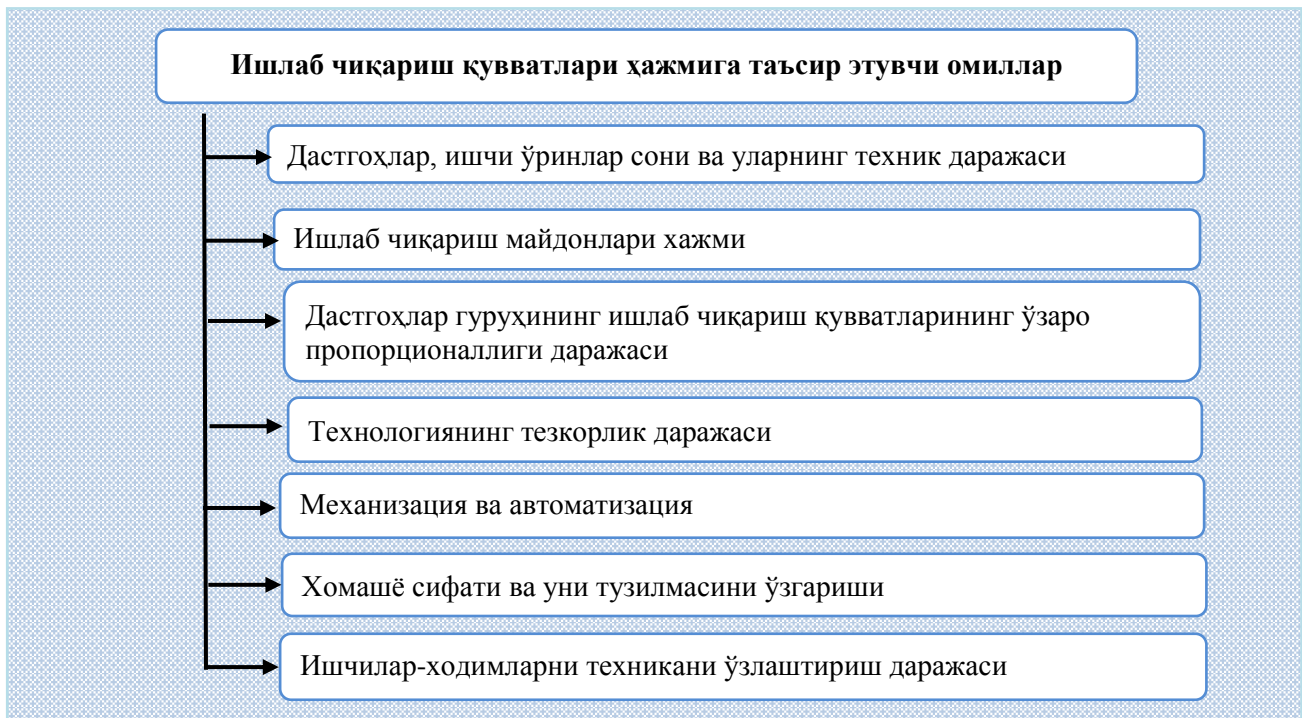 Ишлаб чиқариш қувватлари ҳажмига таъсир этувчи омиллар
Дастгоҳлар, ишчи ўринлар сони ва уларнинг техник даражаси
Ишлаб чиқариш майдонлари хажми
Дастгоҳлар гуруҳининг ишлаб чиқариш қувватларининг ўзаро
пропорционаллиги даражаси
Технологиянинг тезкорлик даражаси
Механизация ва автоматизация
Хомашё сифати ва уни тузилмасини ўзгариши
Ишчилар-ходимларни техникани ўзлаштириш даражаси